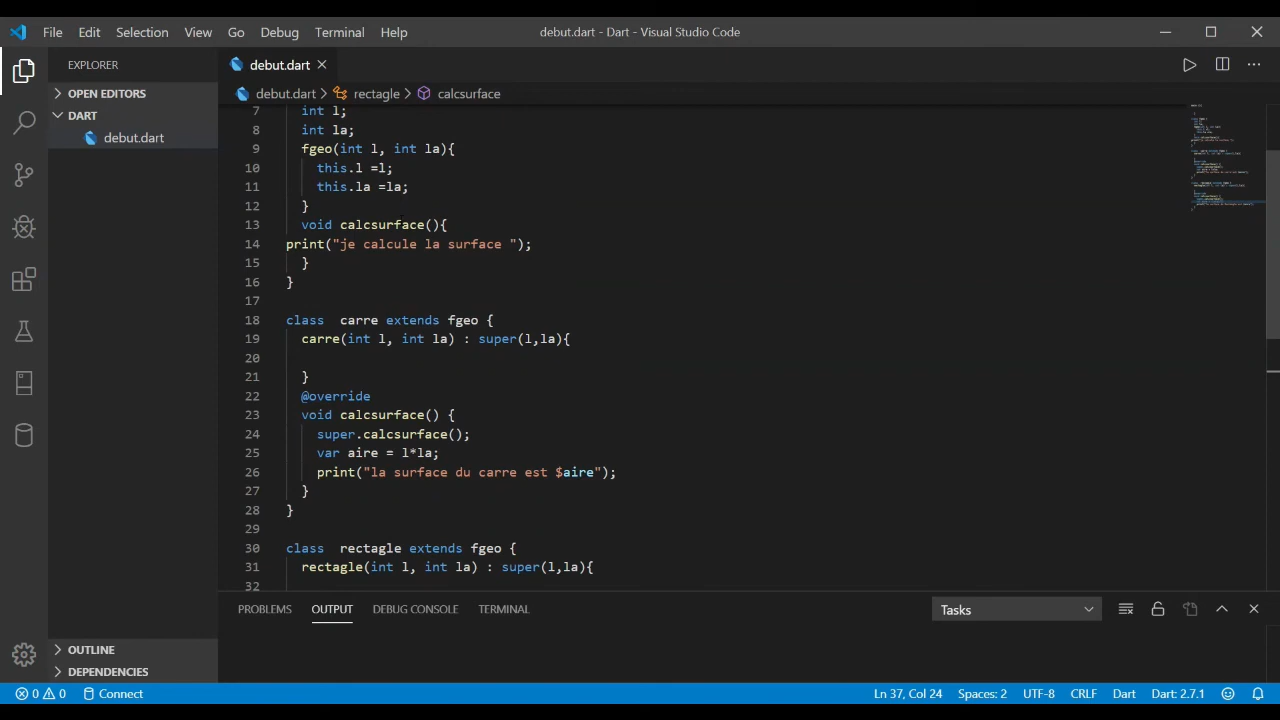 File Edit Selection View Go Debug Terminal Help debut.dart - Dart - Visual Studio Code
EXPLORER
debut.dart
OPEN EDITORS
debut.dart > rectagle > calcsurface
DART
debut.dart
7 int l;
8 int la;
9 fgeo(int l, int la){
10 this.l =l;
11 this.la =la;
12 }
13 void calcsurface(){
14 print("je calcule la surface ");
15 }
16 }
17
18 class  carre extends fgeo {
19 carre(int l, int la) : super(l,la){
20
21 }
22 @override
23 void calcsurface() {
24 super.calcsurface();
25 var aire = l*la;
26 print("la surface du carre est $aire");
27 }
28 }
29
30 class  rectagle extends fgeo {
31 rectagle(int l, int la) : super(l,la){
32
PROBLEMS OUTPUT DEBUG CONSOLE TERMINAL Tasks
OUTLINE
DEPENDENCIES
0 0 Connect Ln 37, Col 24 Spaces: 2 UTF-8 CRLF Dart Dart: 2.7.1